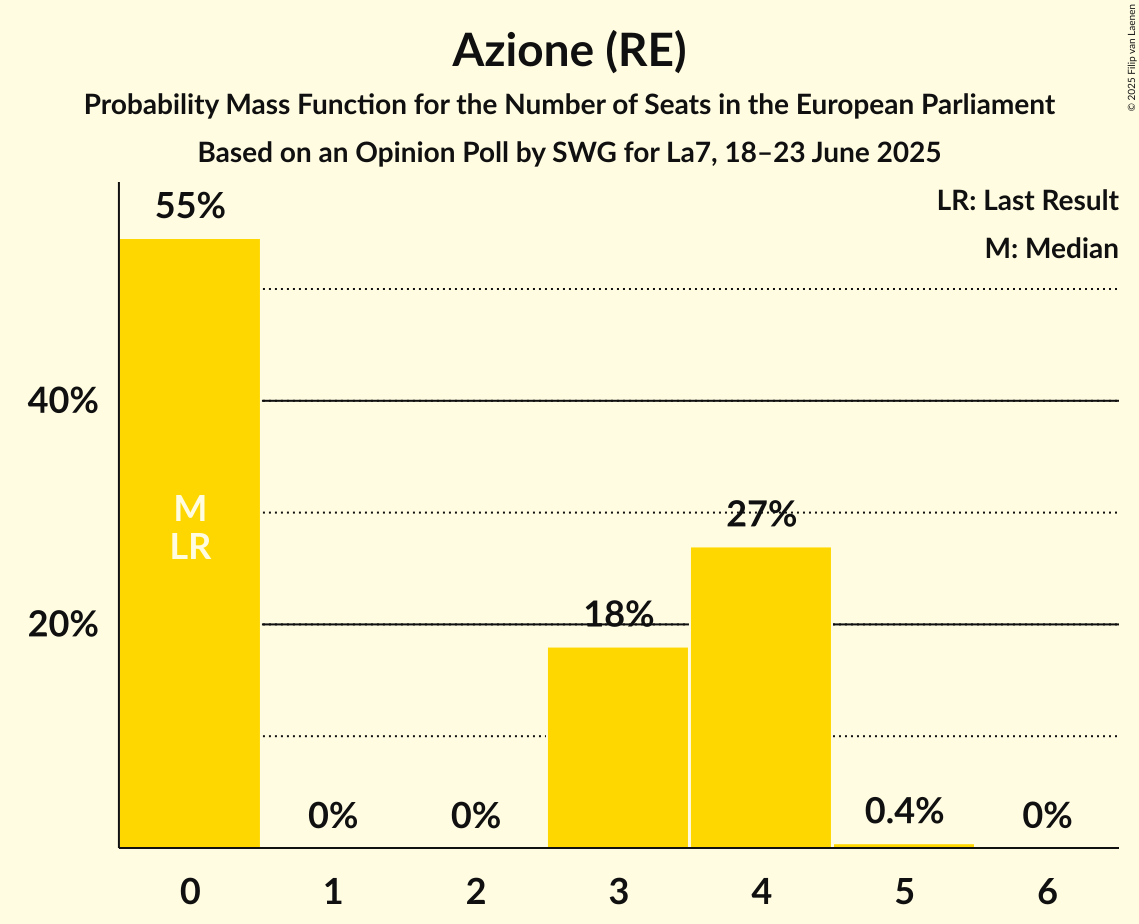 Azione (RE)
Probability Mass Function for the Number of Seats in the European Parliament
Based on an Opinion Poll by SWG for La7, 18–23 June 2025
© 2025 Filip van Laenen
LR: Last Result
M: Median
55%
40%
20%
M
LR
0%
0%
18%
27%
0.4%
0%
0 1 2 3 4 5 6